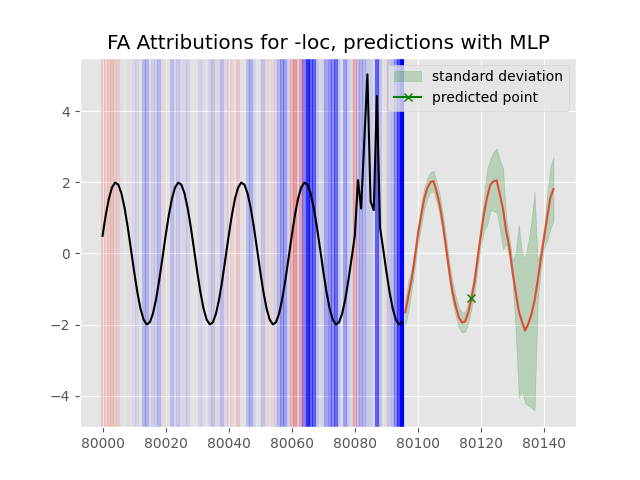 FA Attributions for -loc, predictions with MLP
standard deviation
predicted point
4
2
0
−2
−4
80000 80020 80040 80060 80080 80100 80120 80140